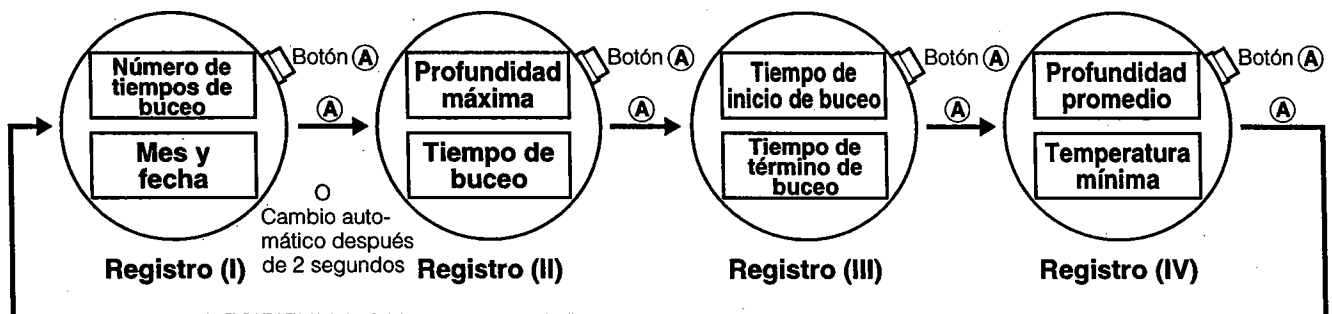 Número de
tiempos de
buceo
Mes y
fecha
Botón Ⓐ
Ⓐ
O
Cambio auto-
mático después
de 2 segundos
Registro (I)
Profundidad
máxima
Tiempo de
buceo
Botón Ⓐ
Ⓐ
Registro (II)
Tiempo de
inicio de buceo
Tiempo de
término de
buceo
Botón Ⓐ
Ⓐ
Registro (III)
Profundidad
promedio
Temperatura
mínima
Botón Ⓐ
Ⓐ
Registro (IV)